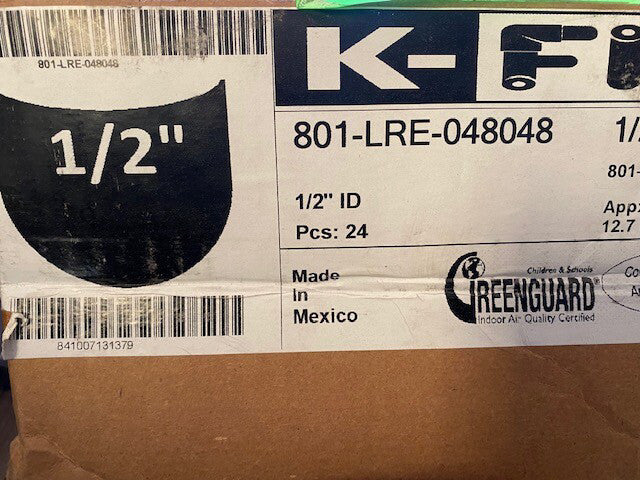 801-LRE-048048
1/2"
841007131379
K-F
801-LRE-048048
1/
801-
1/2" ID
Pcs: 24
12.7
Made
In
Mexico
Children & Schools
GREENGUARD
Indoor Air Quality Certified